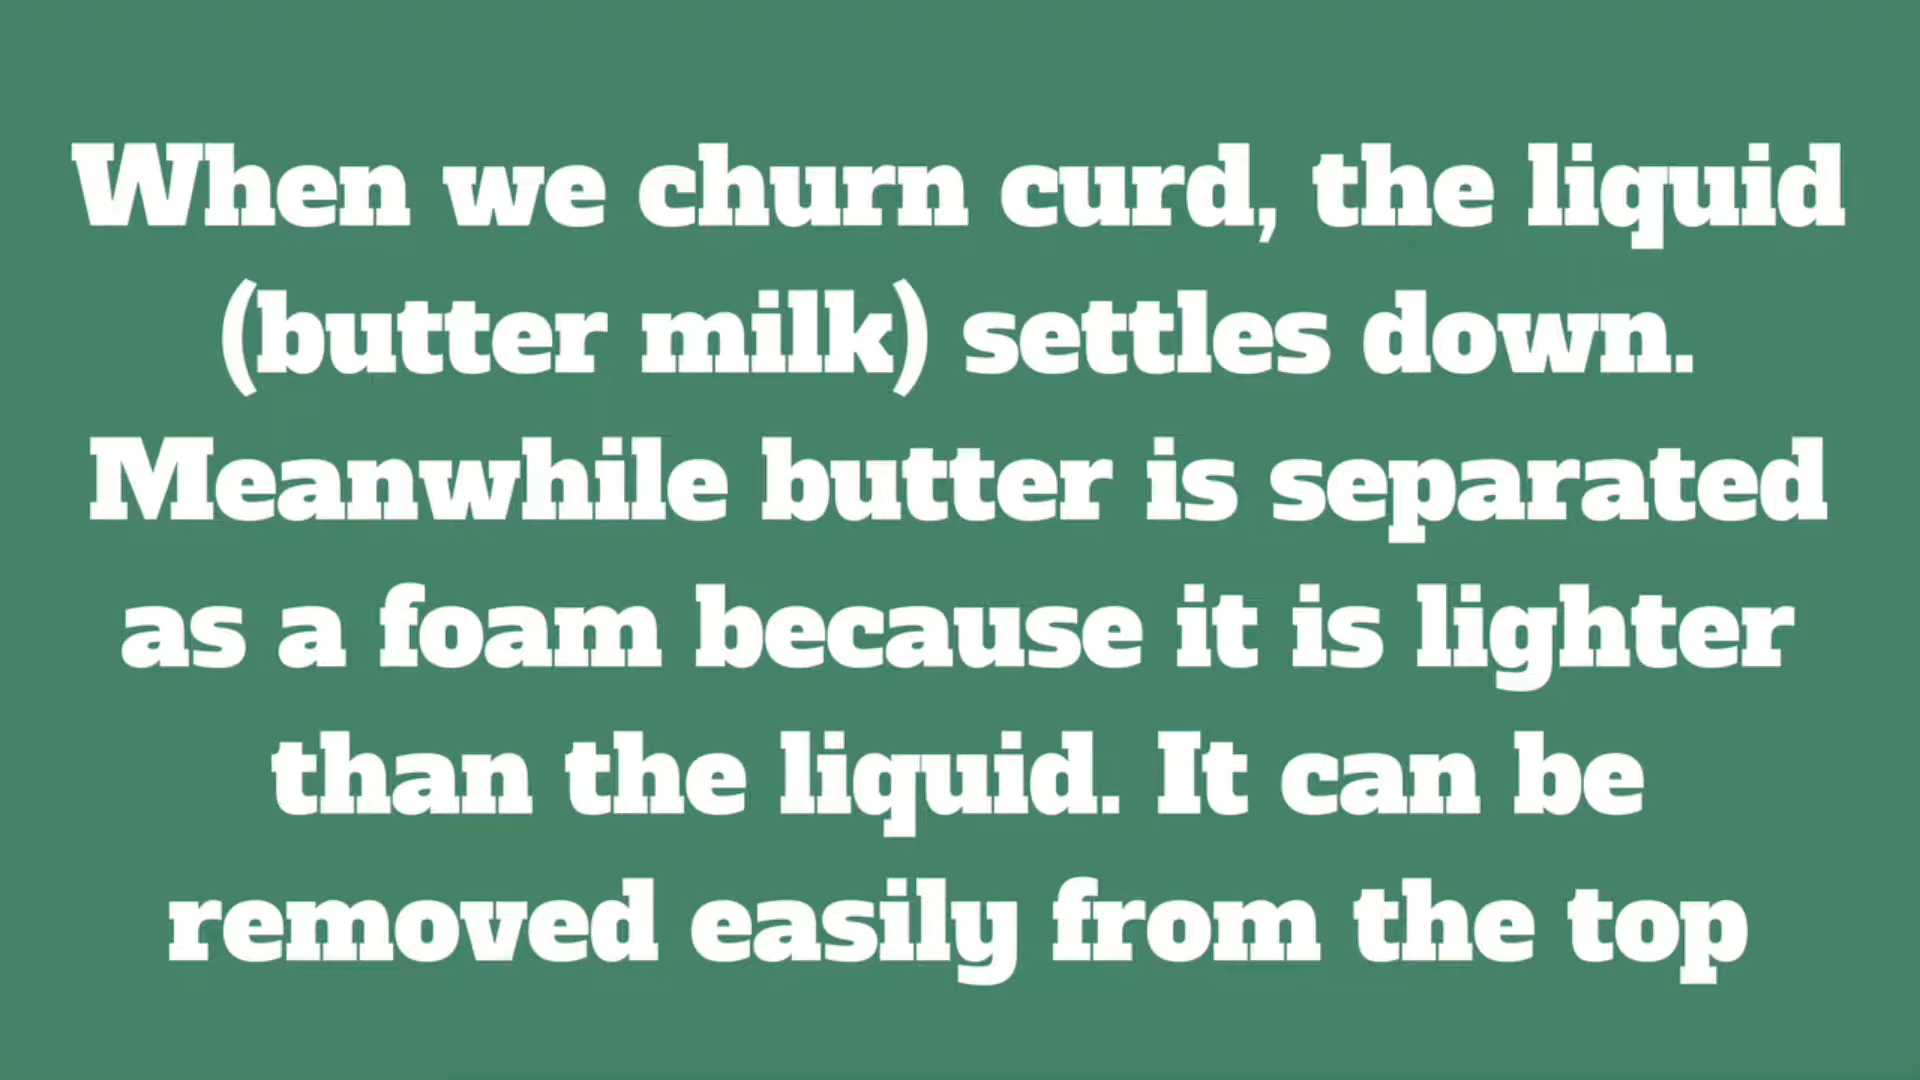 When we churn curd, the liquid
(butter milk) settles down.
Meanwhile butter is separated
as a foam because it is lighter
than the liquid. It can be
removed easily from the top